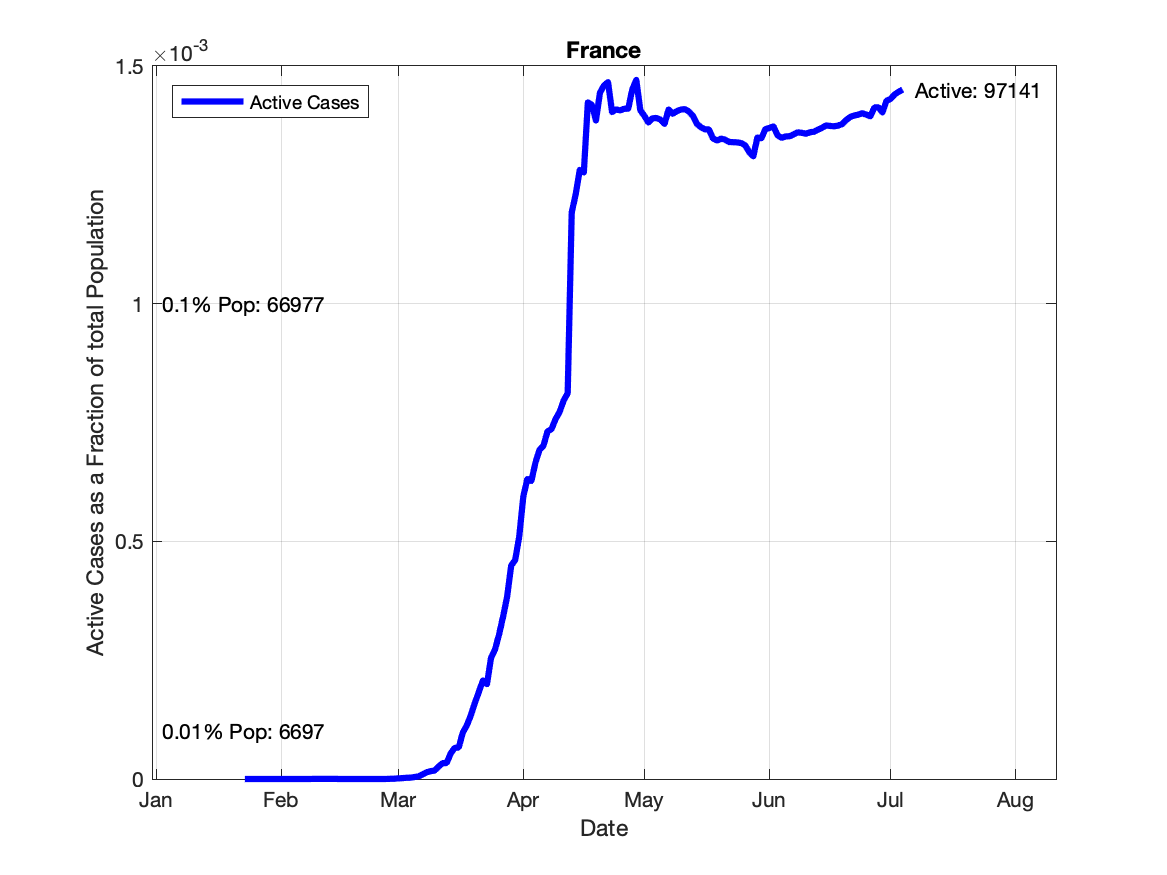 France
×10-3
1.5
Active Cases
Active: 97141
1
0.1% Pop: 66977
0.5
0.01% Pop: 6697
0
Active Cases as a Fraction of total Population
Jan Feb Mar Apr May Jun Jul Aug
Date